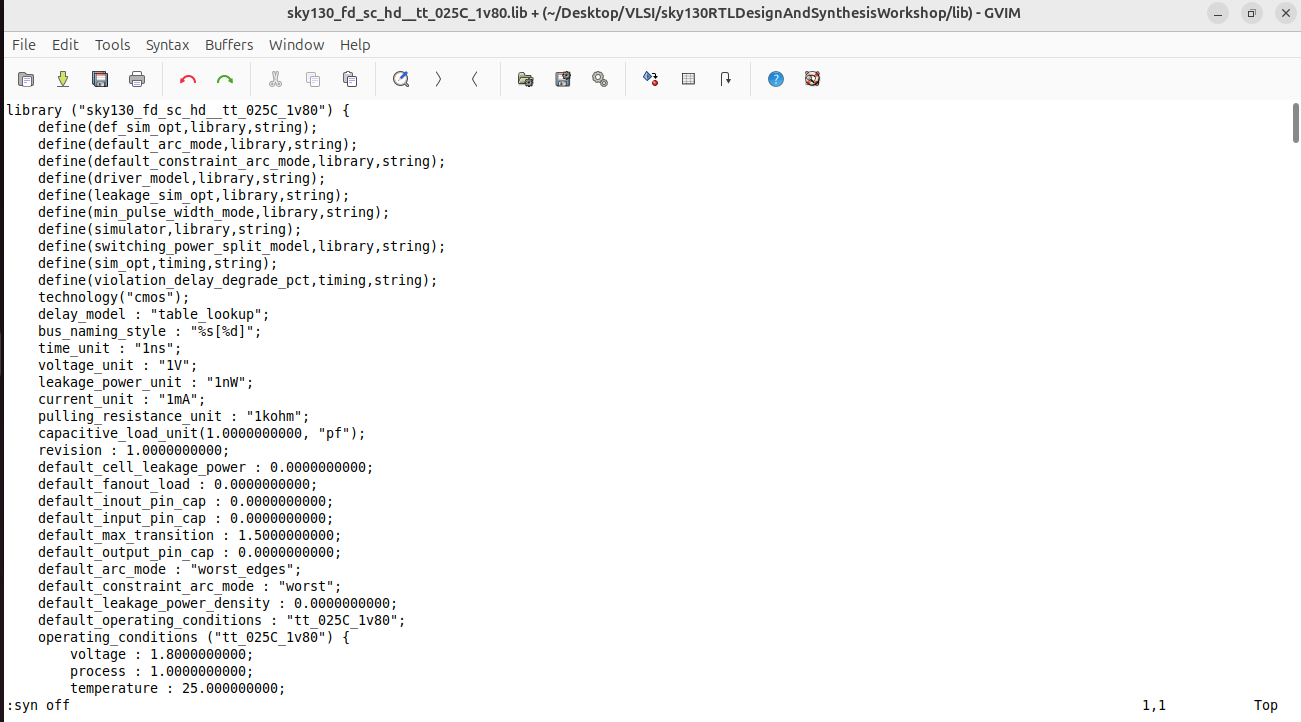 sky130_fd_sc_hd__tt_025C_1v80.lib + (~/Desktop/VLSI/sky130RTLDesignAndSynthesisWorkshop/lib) - GVIM
File Edit Tools Syntax Buffers Window Help
library ("sky130_fd_sc_hd__tt_025C_1v80") {
    define(def_sim_opt,library,string);
    define(default_arc_mode,library,string);
    define(default_constraint_arc_mode,library,string);
    define(driver_model,library,string);
    define(leakage_sim_opt,library,string);
    define(min_pulse_width_mode,library,string);
    define(simulator,library,string);
    define(switching_power_split_model,library,string);
    define(sim_opt,timing,string);
    define(violation_delay_degrade_pct,timing,string);
    technology("cmos");
    delay_model : "table_lookup";
    bus_naming_style : "%s[%d]";
    time_unit : "1ns";
    voltage_unit : "1V";
    leakage_power_unit : "1nW";
    current_unit : "1mA";
    pulling_resistance_unit : "1kohm";
    capacitive_load_unit(1.0000000000, "pf");
    revision : 1.0000000000;
    default_cell_leakage_power : 0.0000000000;
    default_fanout_load : 0.0000000000;
    default_inout_pin_cap : 0.0000000000;
    default_input_pin_cap : 0.0000000000;
    default_max_transition : 1.5000000000;
    default_output_pin_cap : 0.0000000000;
    default_arc_mode : "worst_edges";
    default_constraint_arc_mode : "worst";
    default_leakage_power_density : 0.0000000000;
    default_operating_conditions : "tt_025C_1v80";
    operating_conditions ("tt_025C_1v80") {
        voltage : 1.8000000000;
        process : 1.0000000000;
        temperature : 25.000000000;
:syn off 1,1 Top